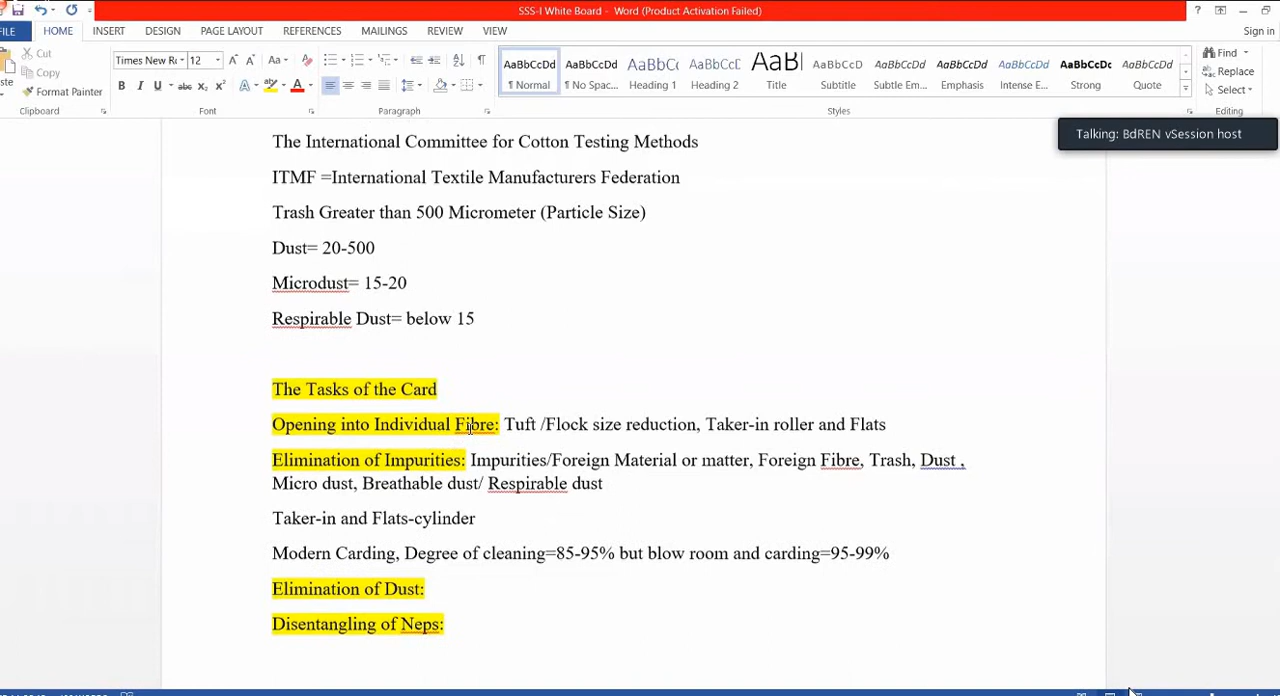 SSS-I White Board - Word (Product Activation Failed)
FILE HOME INSERT DESIGN PAGE LAYOUT REFERENCES MAILINGS REVIEW VIEW Sign in
Cut
Copy
Format Painter
Clipboard
Times New Ro 12
Font
Paragraph
AaBbCcDd AaBbCcDd AaBbCc AaBbCcD AaBl AaBbCcD AaBbCcDd AaBbCcDd AaBbCcDd AaBbCcDc AaBbCcDd
¶ Normal ¶ No Spac... Heading 1 Heading 2 Title Subtitle Subtle Em... Emphasis Intense E... Strong Quote
Styles
Find
Replace
Select
Editing
Talking: BdREN vSession host
The International Committee for Cotton Testing Methods
ITMF =International Textile Manufacturers Federation
Trash Greater than 500 Micrometer (Particle Size)
Dust= 20-500
Microdust= 15-20
Respirable Dust= below 15
The Tasks of the Card
Opening into Individual Fibre: Tuft /Flock size reduction, Taker-in roller and Flats
Elimination of Impurities: Impurities/Foreign Material or matter, Foreign Fibre, Trash, Dust ,
Micro dust, Breathable dust/ Respirable dust
Taker-in and Flats-cylinder
Modern Carding, Degree of cleaning=85-95% but blow room and carding=95-99%
Elimination of Dust:
Disentangling of Neps: